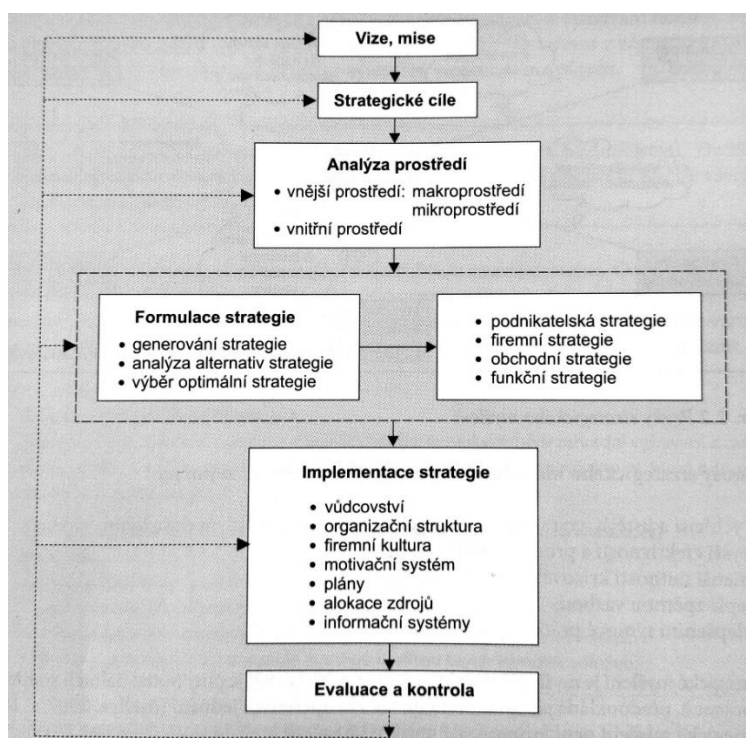 Vize, mise
Strategické cíle
Analýza prostředí
• vnější prostředí: makroprostředí
mikroprostředí
• vnitřní prostředí
Formulace strategie
• generování strategie
• analýza alternativ strategie
• výběr optimální strategie
• podnikatelská strategie
• firemní strategie
• obchodní strategie
• funkční strategie
Implementace strategie
• vůdcovství
• organizační struktura
• firemní kultura
• motivační systém
• plány
• alokace zdrojů
• informační systémy
Evaluace a kontrola